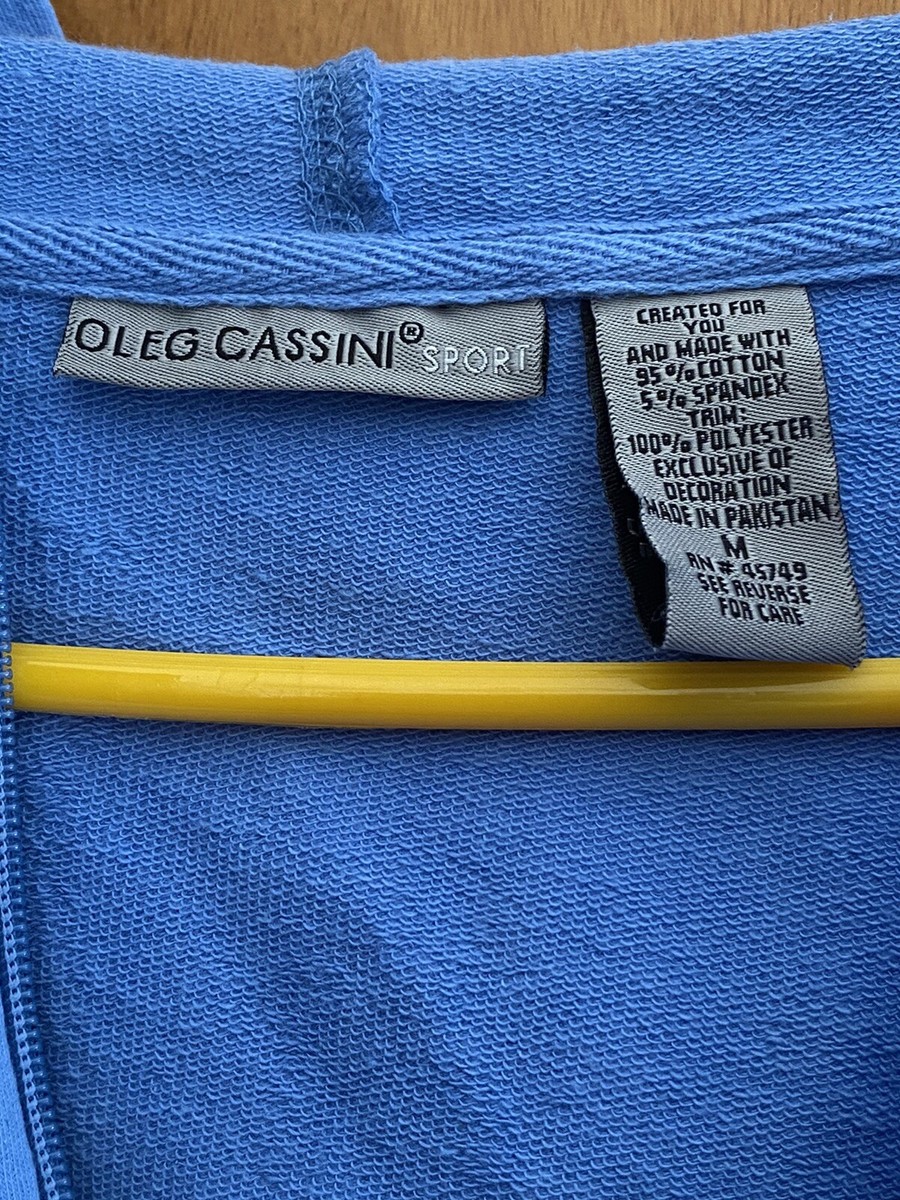 OLEG CASSINI® SPORT
CREATED FOR
YOU
AND MADE WITH
95% COTTON
5% SPANDEX
TRIM:
100% POLYESTER
EXCLUSIVE OF
DECORATION
MADE IN PAKISTAN
M
RN # 45749
SEE REVERSE
FOR CARE